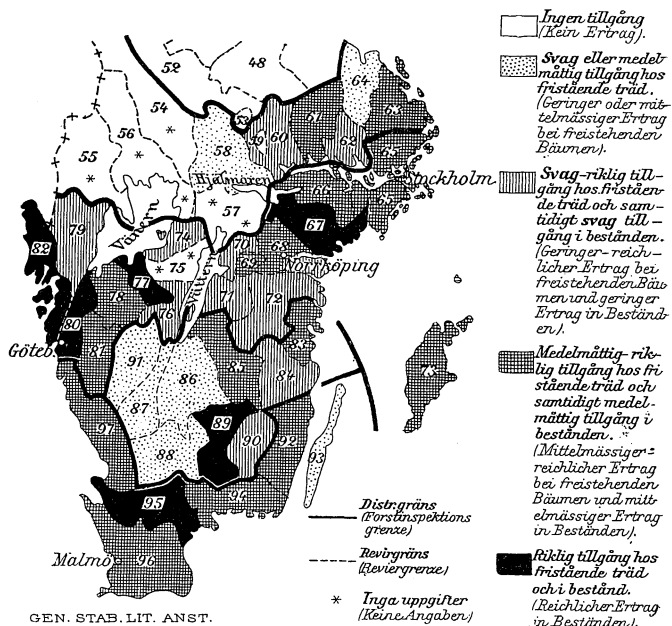 Ingen tillgång
(Kein Ertrag).
Svag eller medel-
måttig tillgång hos
fristående träd.
(Geringer oder mit-
telmässiger Ertrag
bei freistehenden
Bäumen).
Svag-riklig till-
gång hos fristäen-
de träd och sam-
tidigt svag till-
gång i bestånden.
(Geringer-reich-
licher Ertrag bei
freistehenden Bäu-
men und geringer
Ertrag in Bestånd-
en).
Medelmåttig-rik-
lig tillgång hos fri
stående träd och
samtidigt medel-
måttig tillgång i
bestånden.
(Mittelmässiger-
reichlicher Ertrag
bei freistehenden
Bäumen und mitt
elmässiger Ertrag
in Beständen).
Riklig tillgång hos
fristående träd
och i bestånd.
(Reichlicher Ertrag
in Beständen).
52
48
64
54
53
61
63
56
49
60
62
58
65
55
Hjälmaren
66
Stockholm
57
65
67
82
79
Vänern
74
70
68
75
69
Norrköping
77
Vättern
78
71
72
80
76
Göteb.
81
83
83
73
91
86
84
87
97
89
90
92
88
93
95
94
Malmö
96
Distr.gräns
(Forstinspektions
grenze)
Revirgräns
(Reviergrenze)
* Inga uppgifter
(Keine Angaben)
GEN. STAB. LIT. ANST.